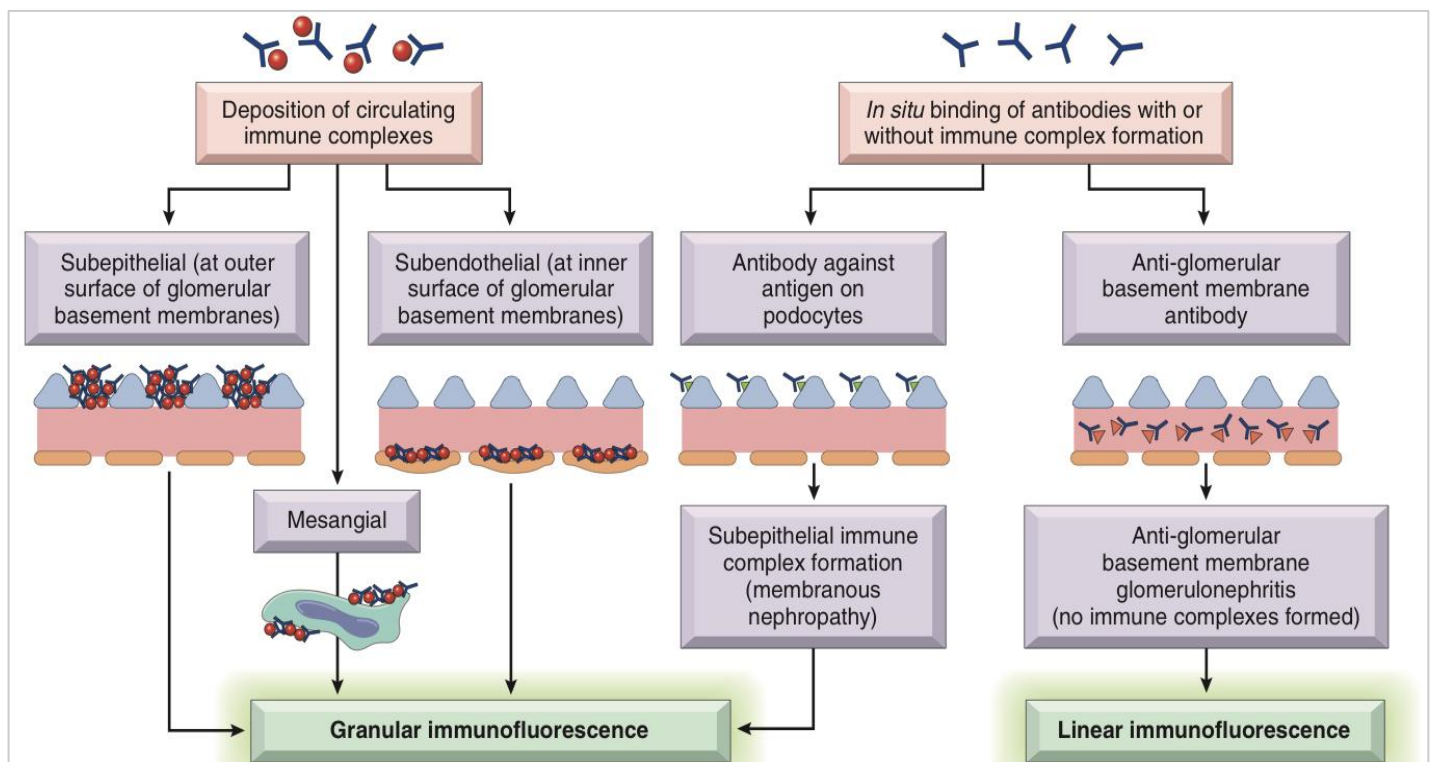 Deposition of circulating
immune complexes
In situ binding of antibodies with or
without immune complex formation
Subepithelial (at outer
surface of glomerular
basement membranes)
Subendothelial (at inner
surface of glomerular
basement membranes)
Antibody against
antigen on
podocytes
Anti-glomerular
basement membrane
antibody
Mesangial
Subepithelial immune
complex formation
(membranous
nephropathy)
Anti-glomerular
basement membrane
glomerulonephritis
(no immune complexes formed)
Granular immunofluorescence
Linear immunofluorescence